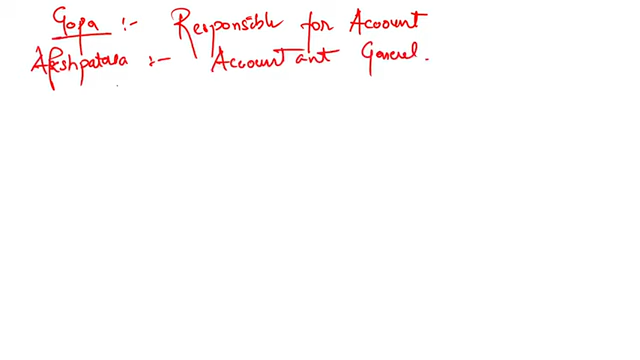 Gopa :- Responsible for Account
Akshpatala :- Accountant General.